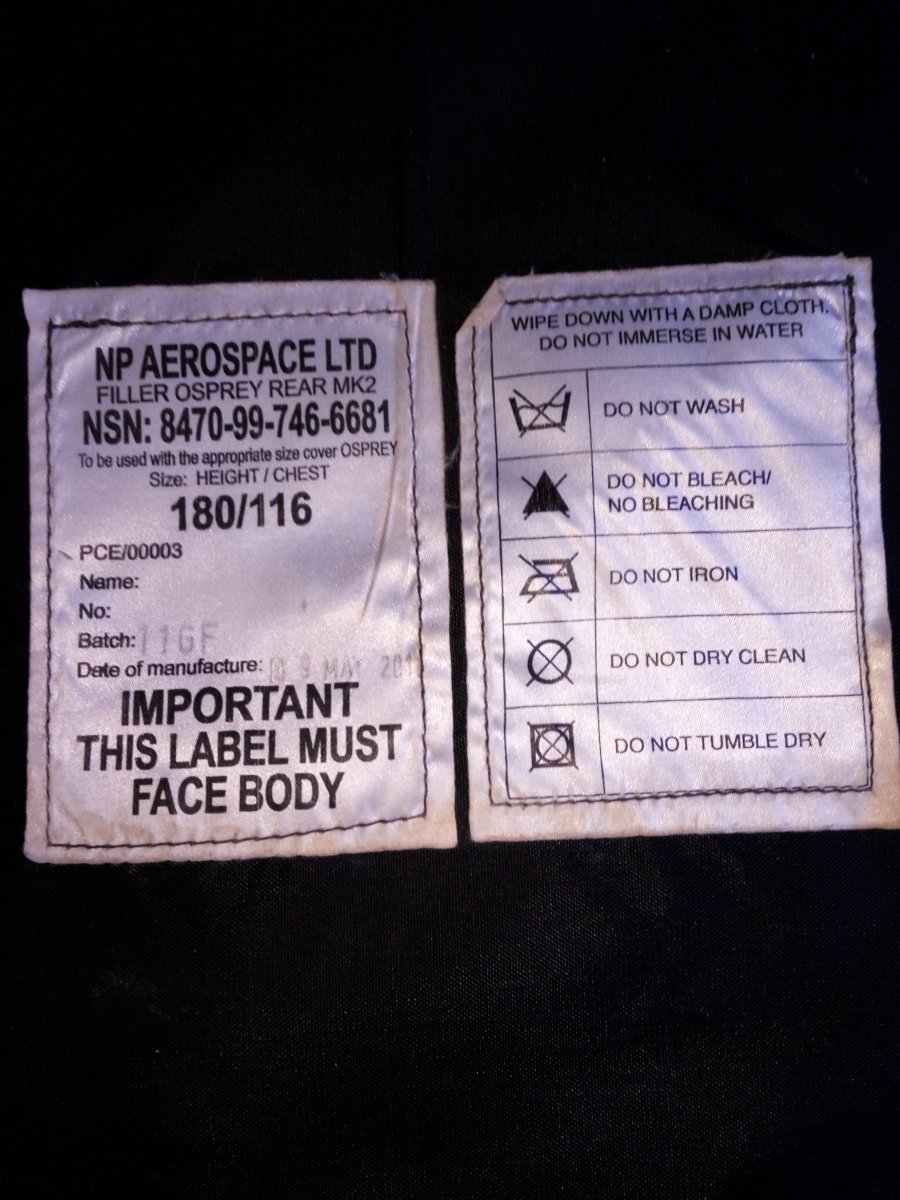 NP AEROSPACE LTD
FILLER OSPREY REAR MK2
NSN: 8470-99-746-6681
To be used with the appropriate size cover OSPREY
Size: HEIGHT / CHEST
180/116
PCE/00003
Name:
No:
Batch:
Date of manufacture:
IMPORTANT
THIS LABEL MUST
FACE BODY
WIPE DOWN WITH A DAMP CLOTH.
DO NOT IMMERSE IN WATER
DO NOT WASH
DO NOT BLEACH/
NO BLEACHING
DO NOT IRON
DO NOT DRY CLEAN
DO NOT TUMBLE DRY